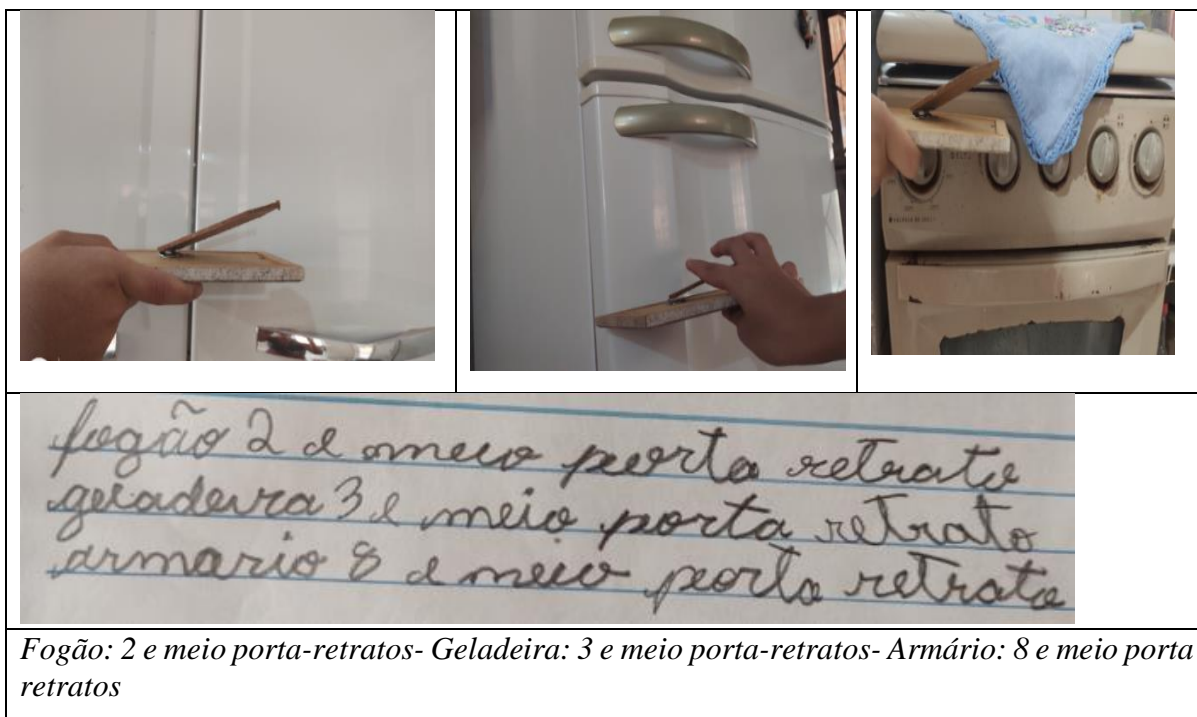 fogão 2 e meio porta retrato
geladeira 3 e meio porta retrato
armario 8 e meio porta retrato
Fogão: 2 e meio porta-retratos- Geladeira: 3 e meio porta-retratos- Armário: 8 e meio porta
retratos